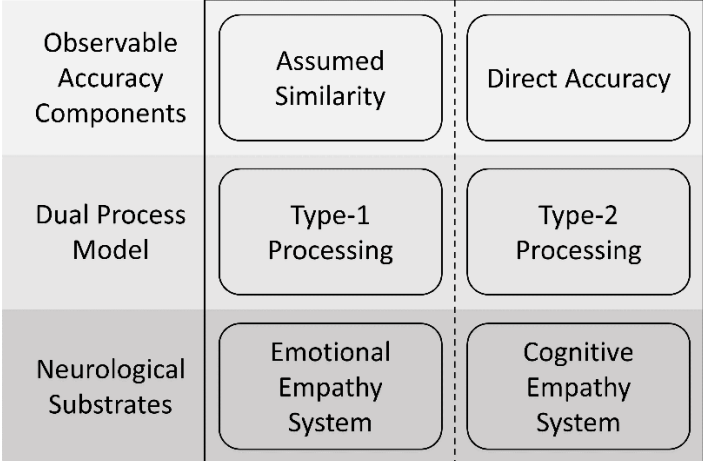 Observable
Accuracy
Components
Assumed
Similarity
Direct Accuracy
Dual Process
Model
Type-1
Processing
Type-2
Processing
Neurological
Substrates
Emotional
Empathy
System
Cognitive
Empathy
System